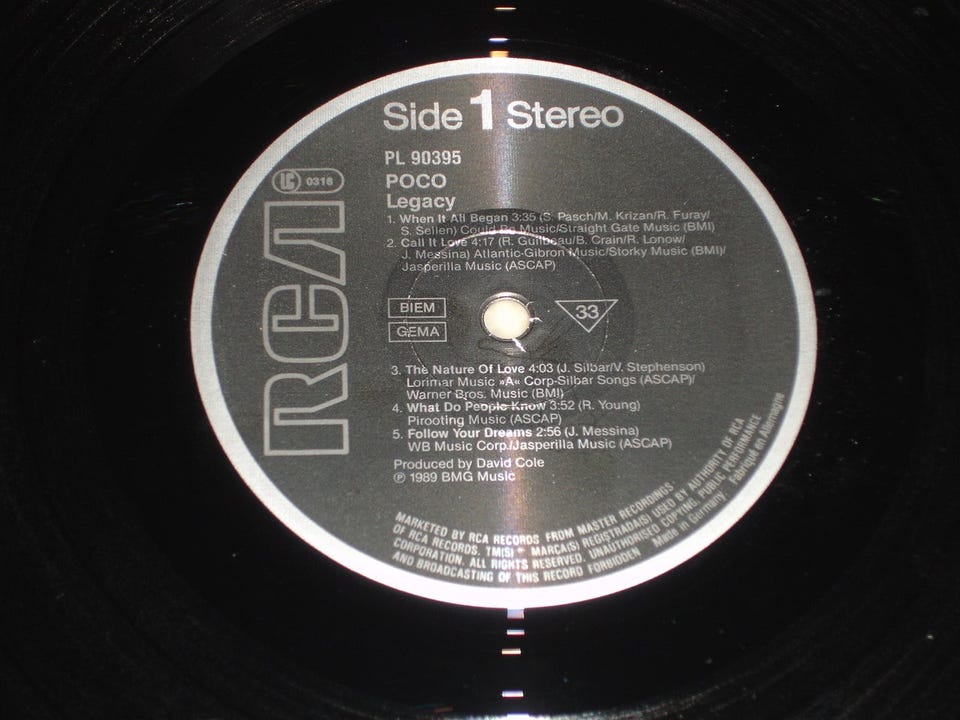 Side 1 Stereo
PL 90395
LC 0316
RCA
POCO
Legacy
1. When It All Began 3:35 (S. Pasch/M. Krizan/R. Furay/
S. Sellen) Could Be Music/Straight Gate Music (BMI)
2. Call It Love 4:17 (R. Guilbeau/B. Crain/R. Lonow/
J. Messina) Atlantic-Gibron Music/Storky Music (BMI)/
Jasperilla Music (ASCAP)
BIEM
GEMA
33
3. The Nature Of Love 4:03 (J. Silbar/V. Stephenson)
Lorimar Music »A« Corp-Silbar Songs (ASCAP)/
Warner Bros. Music (BMI)
4. What Do People Know 3:52 (R. Young)
Pirooting Music (ASCAP)
5. Follow Your Dreams 2:56 (J. Messina)
WB Music Corp./Jasperilla Music (ASCAP)
Produced by David Cole
℗ 1989 BMG Music
MARKETED BY RCA RECORDS FROM MASTER RECORDINGS
OF RCA RECORDS. TM(S) ® MARCA(S) REGISTRADA(S) USED BY AUTHORITY OF RCA
CORPORATION. ALL RIGHTS RESERVED. UNAUTHORISED COPYING, PUBLIC PERFORMANCE
AND BROADCASTING OF THIS RECORD FORBIDDEN Made in Germany. Fabriqué en Allemagne